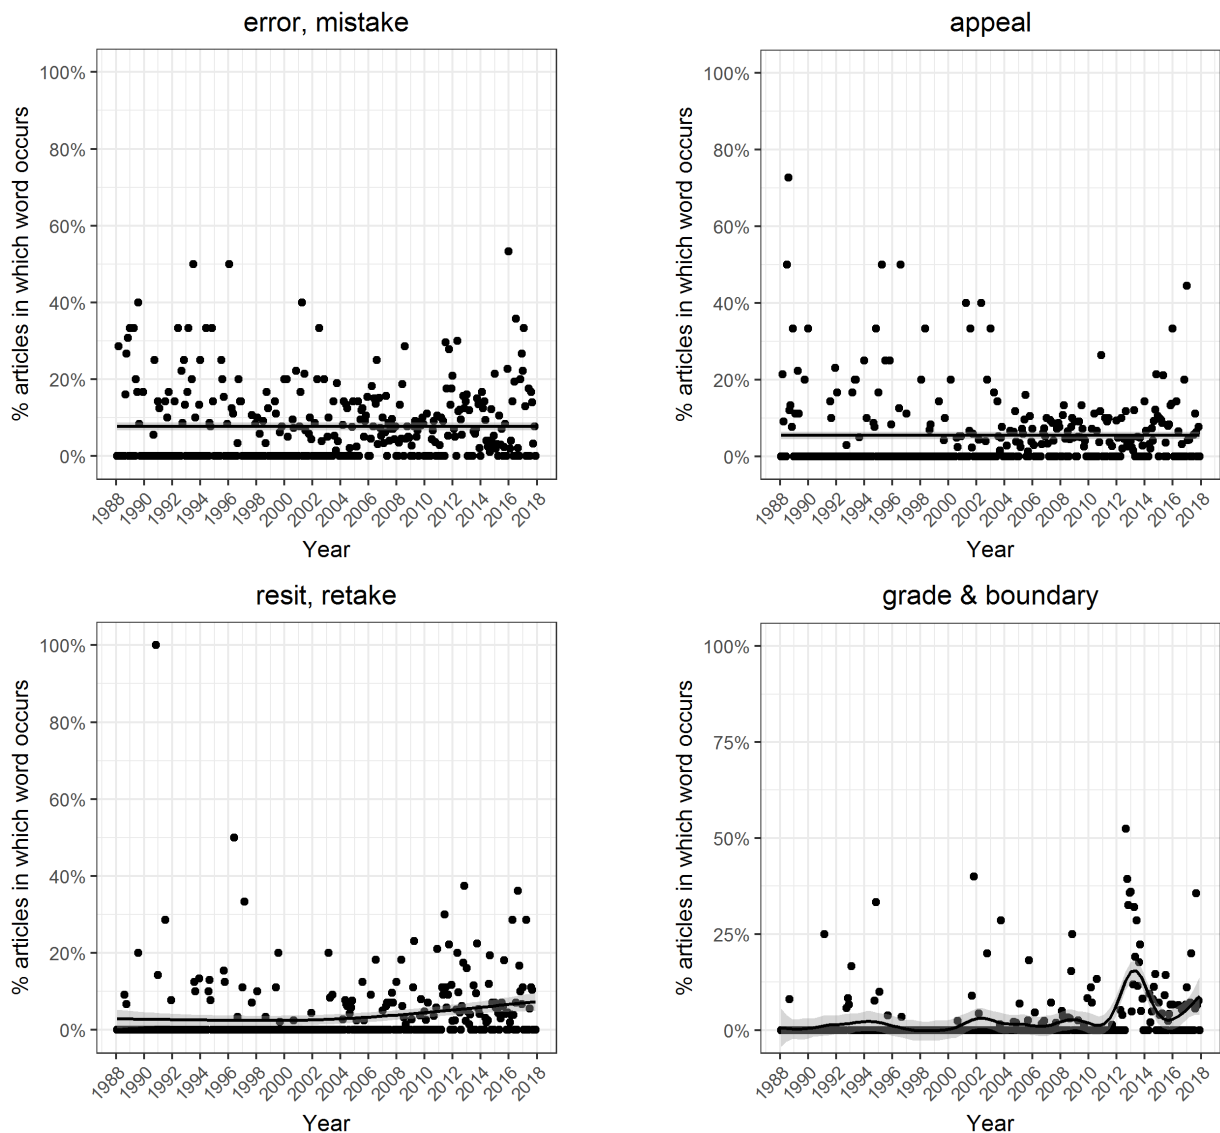 error, mistake
% articles in which word occurs
100%
80%
60%
40%
20%
0%
1988 1990 1992 1994 1996 1998 2000 2002 2004 2006 2008 2010 2012 2014 2016 2018
Year
appeal
% articles in which word occurs
100%
80%
60%
40%
20%
0%
1988 1990 1992 1994 1996 1998 2000 2002 2004 2006 2008 2010 2012 2014 2016 2018
Year
resit, retake
% articles in which word occurs
100%
80%
60%
40%
20%
0%
1988 1990 1992 1994 1996 1998 2000 2002 2004 2006 2008 2010 2012 2014 2016 2018
Year
grade & boundary
% articles in which word occurs
100%
75%
50%
25%
0%
1988 1990 1992 1994 1996 1998 2000 2002 2004 2006 2008 2010 2012 2014 2016 2018
Year